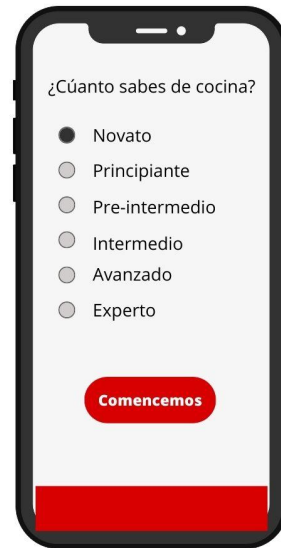 ¿Cúanto sabes de cocina?
Novato
Principiante
Pre-intermedio
Intermedio
Avanzado
Experto
Comencemos